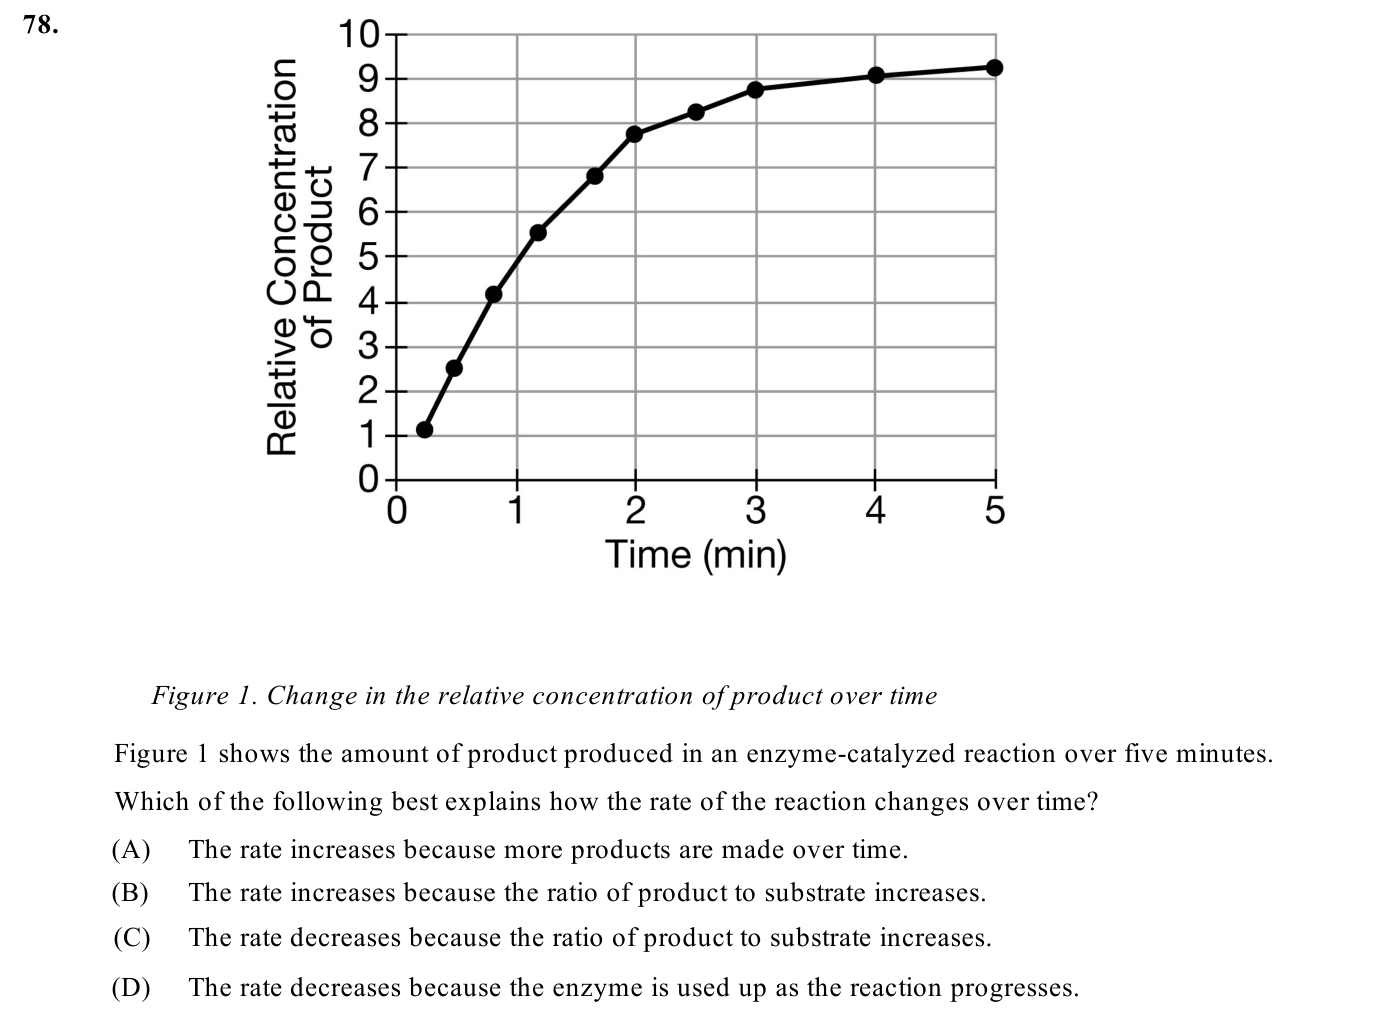 78.
10
9
8
7
6
5
4
3
2
1
0
Relative Concentration
of Product
0 1 2 3 4 5
Time (min)
Figure 1. Change in the relative concentration of product over time
Figure 1 shows the amount of product produced in an enzyme-catalyzed reaction over five minutes.
Which of the following best explains how the rate of the reaction changes over time?
(A) The rate increases because more products are made over time.
(B) The rate increases because the ratio of product to substrate increases.
(C) The rate decreases because the ratio of product to substrate increases.
(D) The rate decreases because the enzyme is used up as the reaction progresses.